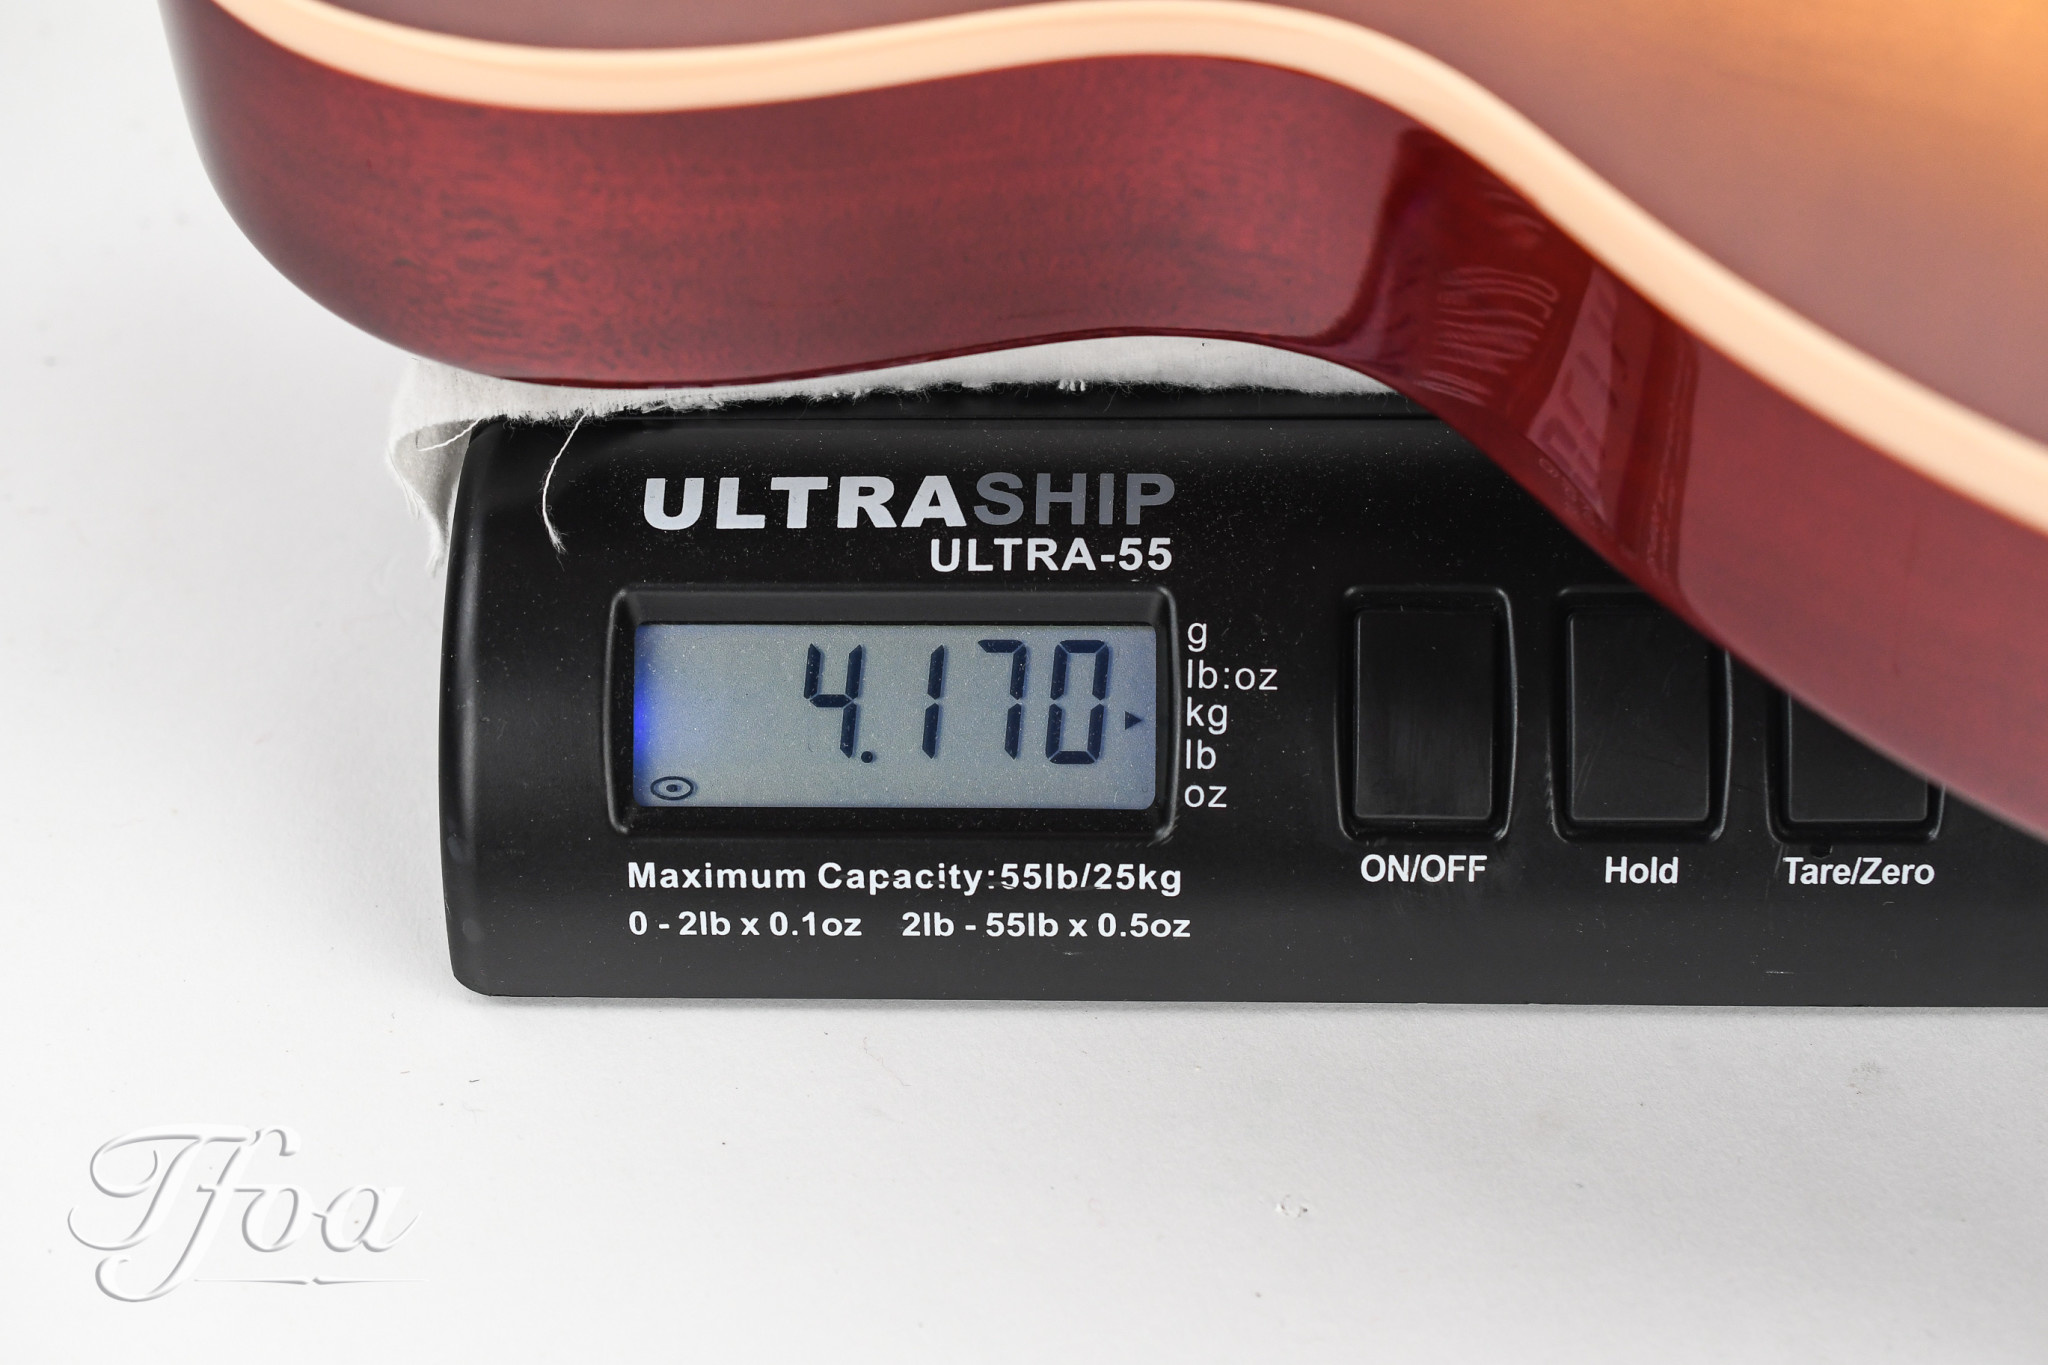 ULTRASHIP
ULTRA-55
4.170
g
lb:oz
kg
lb
oz
Maximum Capacity:55lb/25kg
0 - 2lb x 0.1oz 2lb - 55lb x 0.5oz
ON/OFF
Hold
Tare/Zero
Tfoa